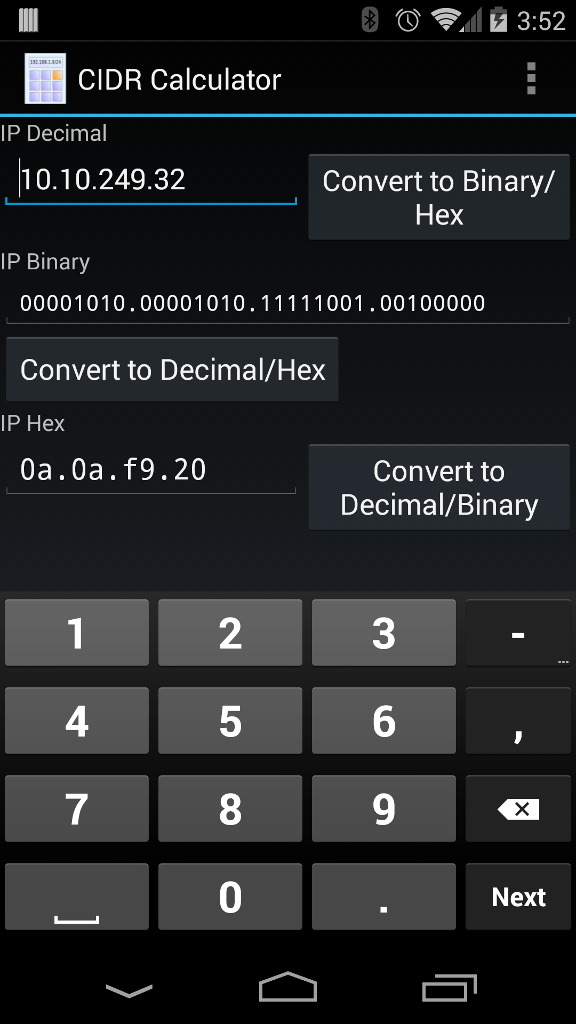 3:52
CIDR Calculator
IP Decimal
10.10.249.32
Convert to Binary/
Hex
IP Binary
00001010.00001010.11111001.00100000
Convert to Decimal/Hex
IP Hex
0a.0a.f9.20
Convert to
Decimal/Binary
1 2 3 -
...
4 5 6 ,
7 8 9
0 . Next